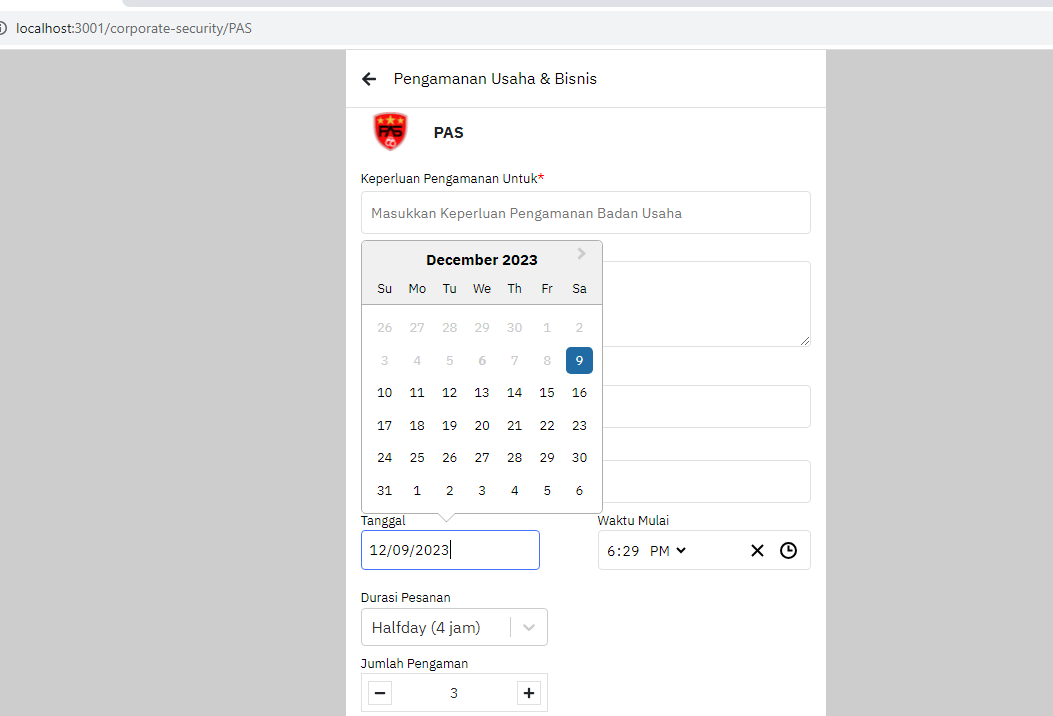 localhost:3001/corporate-security/PAS
Pengamanan Usaha & Bisnis
PAS
PAS
Keperluan Pengamanan Untuk*
Masukkan Keperluan Pengamanan Badan Usaha
December 2023
Su Mo Tu We Th Fr Sa
26 27 28 29 30 1 2
3 4 5 6 7 8 9
10 11 12 13 14 15 16
17 18 19 20 21 22 23
24 25 26 27 28 29 30
31 1 2 3 4 5 6
Tanggal Waktu Mulai
12/09/2023 6:29 PM
Durasi Pesanan
Halfday (4 jam)
Jumlah Pengaman
3